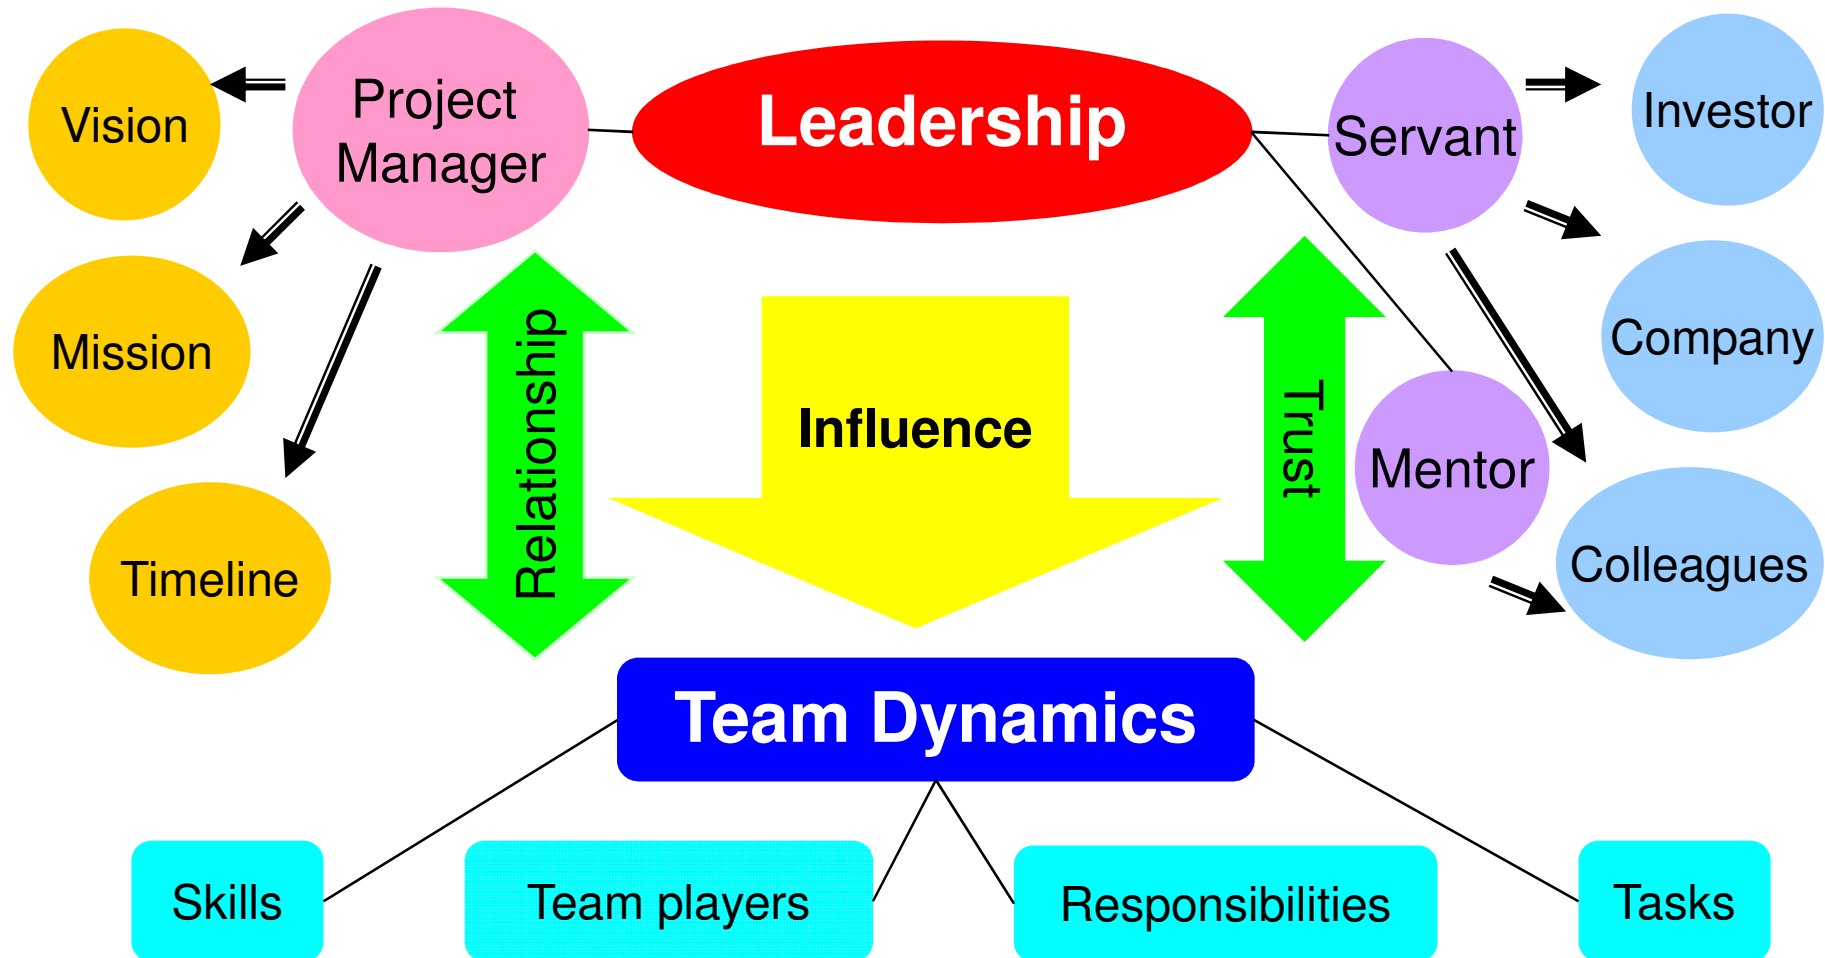 Vision
Project
Manager
Leadership
Servant
Investor
Mission
Relationship
Influence
Trust
Company
Mentor
Timeline
Colleagues
Team Dynamics
Skills
Team players
Responsibilities
Tasks